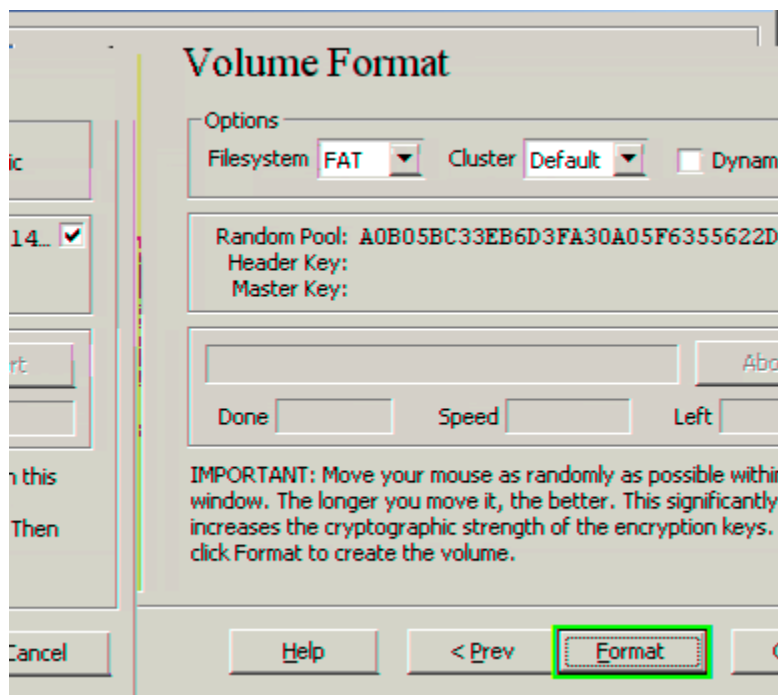 Volume Format
Options
Filesystem FAT Cluster Default Dynam
ic
14...
Random Pool: A0B05BC33EB6D3FA30A05F6355622D
Header Key:
Master Key:
rt
Abo
Done Speed Left
n this
IMPORTANT: Move your mouse as randomly as possible within
window. The longer you move it, the better. This significantly
Then
increases the cryptographic strength of the encryption keys.
click Format to create the volume.
Cancel
Help < Prev Format